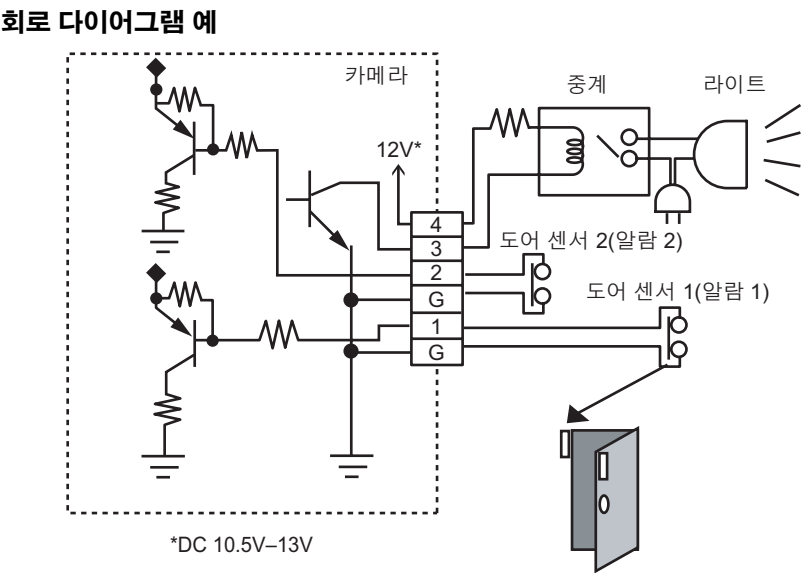 회로 다이어그램 예
카메라
중계
라이트
12V*
4
3
도어 센서 2(알람 2)
2
G
도어 센서 1(알람 1)
1
G
*DC 10.5V–13V